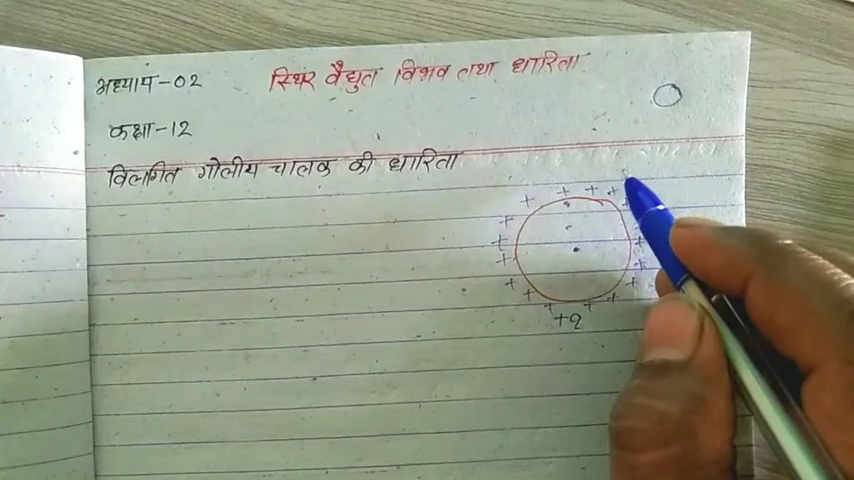 अध्याय-02
स्थिर वैद्युत विभव तथा धारिता
कक्षा-12
विलगित गोलीय चालक की धारिता
+ + + +
+
+
+ +
+ +
+ +
+ + + +
+q